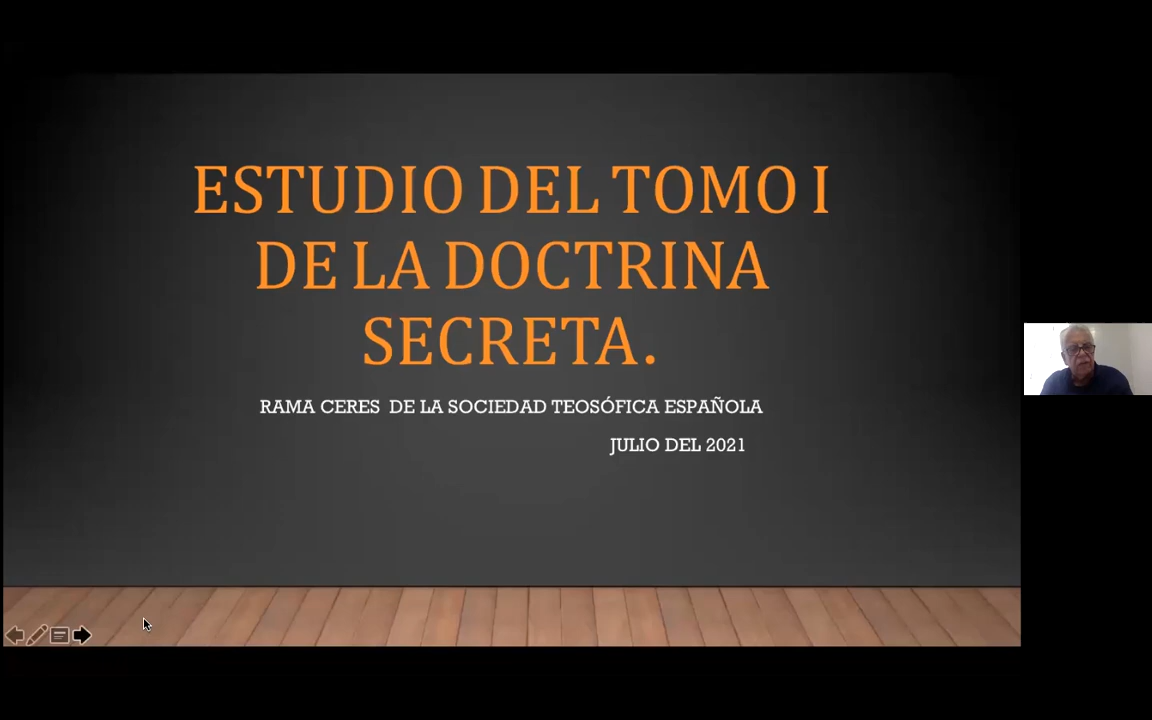 ESTUDIO DEL TOMO I
DE LA DOCTRINA
SECRETA.
RAMA CERES DE LA SOCIEDAD TEOSÓFICA ESPAÑOLA
JULIO DEL 2021